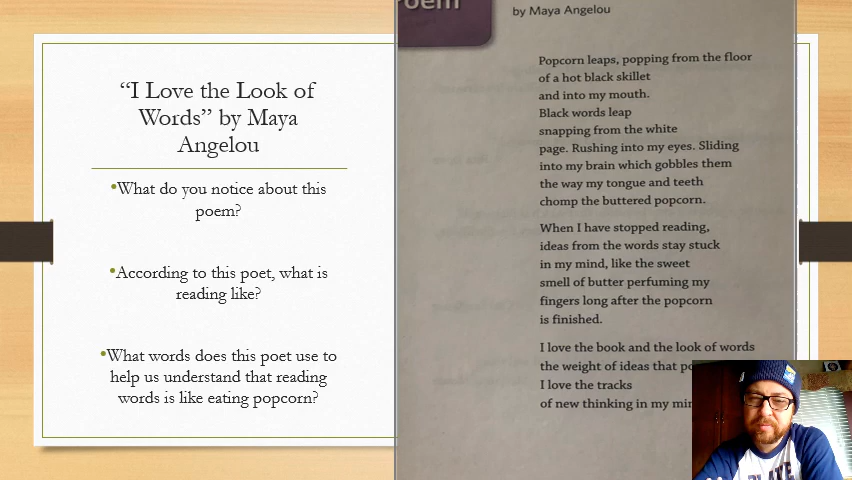 “I Love the Look of
Words” by Maya
Angelou
•What do you notice about this
poem?
•According to this poet, what is
reading like?
•What words does this poet use to
help us understand that reading
words is like eating popcorn?
by Maya Angelou
Popcorn leaps, popping from the floor
of a hot black skillet
and into my mouth.
Black words leap
snapping from the white
page. Rushing into my eyes. Sliding
into my brain which gobbles them
the way my tongue and teeth
chomp the buttered popcorn.
When I have stopped reading,
ideas from the words stay stuck
in my mind, like the sweet
smell of butter perfuming my
fingers long after the popcorn
is finished.
I love the book and the look of words
the weight of ideas that
I love the tracks
of new thinking in my